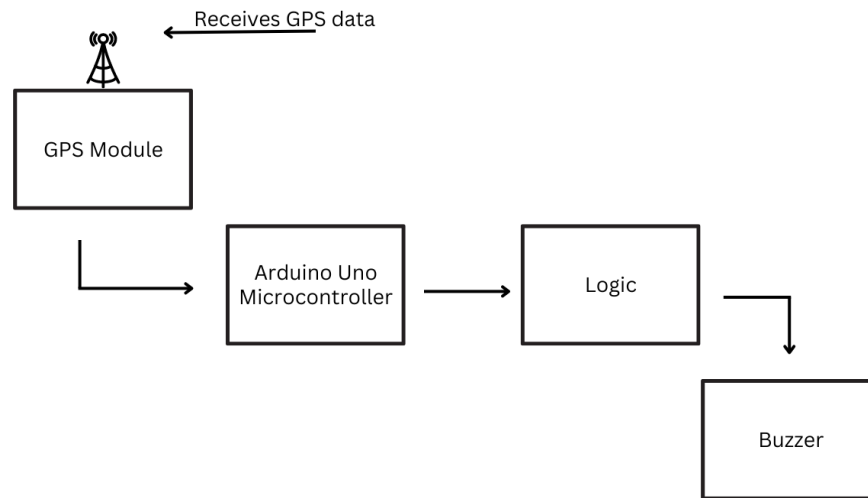 Receives GPS data
GPS Module
Arduino Uno
Microcontroller
Logic
Buzzer